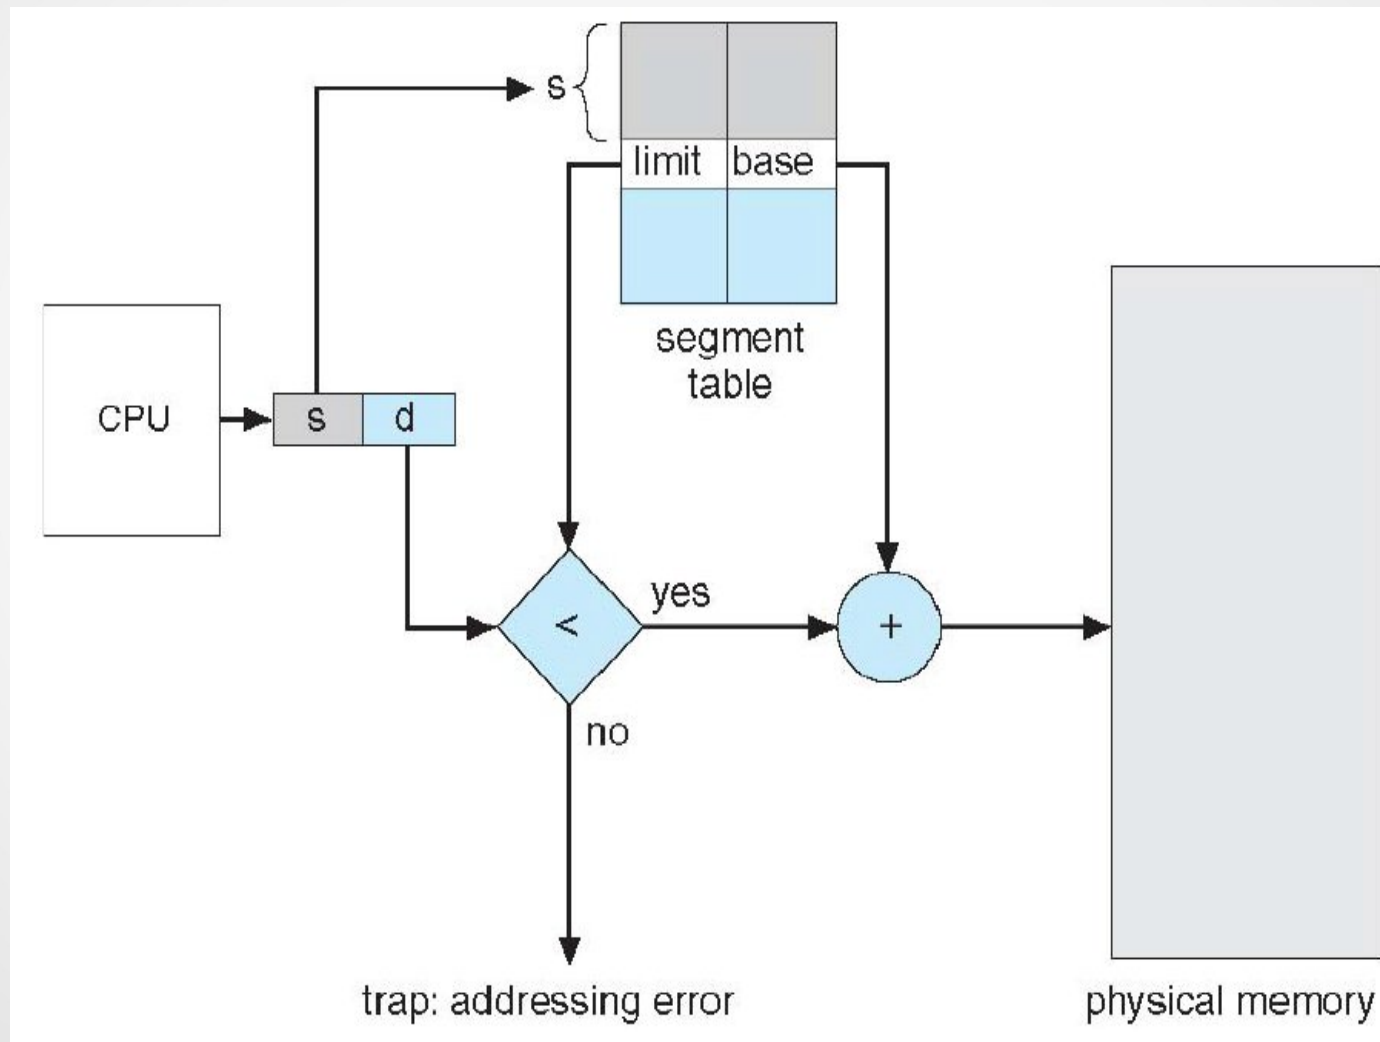 s
limit base
segment
table
CPU
s d
<
yes
+
no
trap: addressing error
physical memory